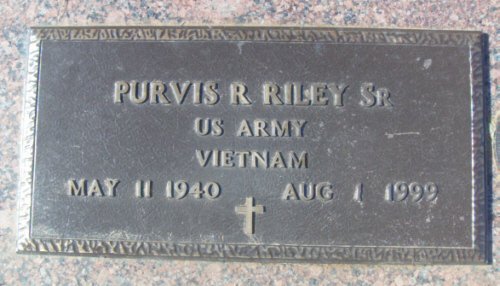 PURVIS R RILEY SR
US ARMY
VIETNAM
MAY 11 1940 AUG 1 1999